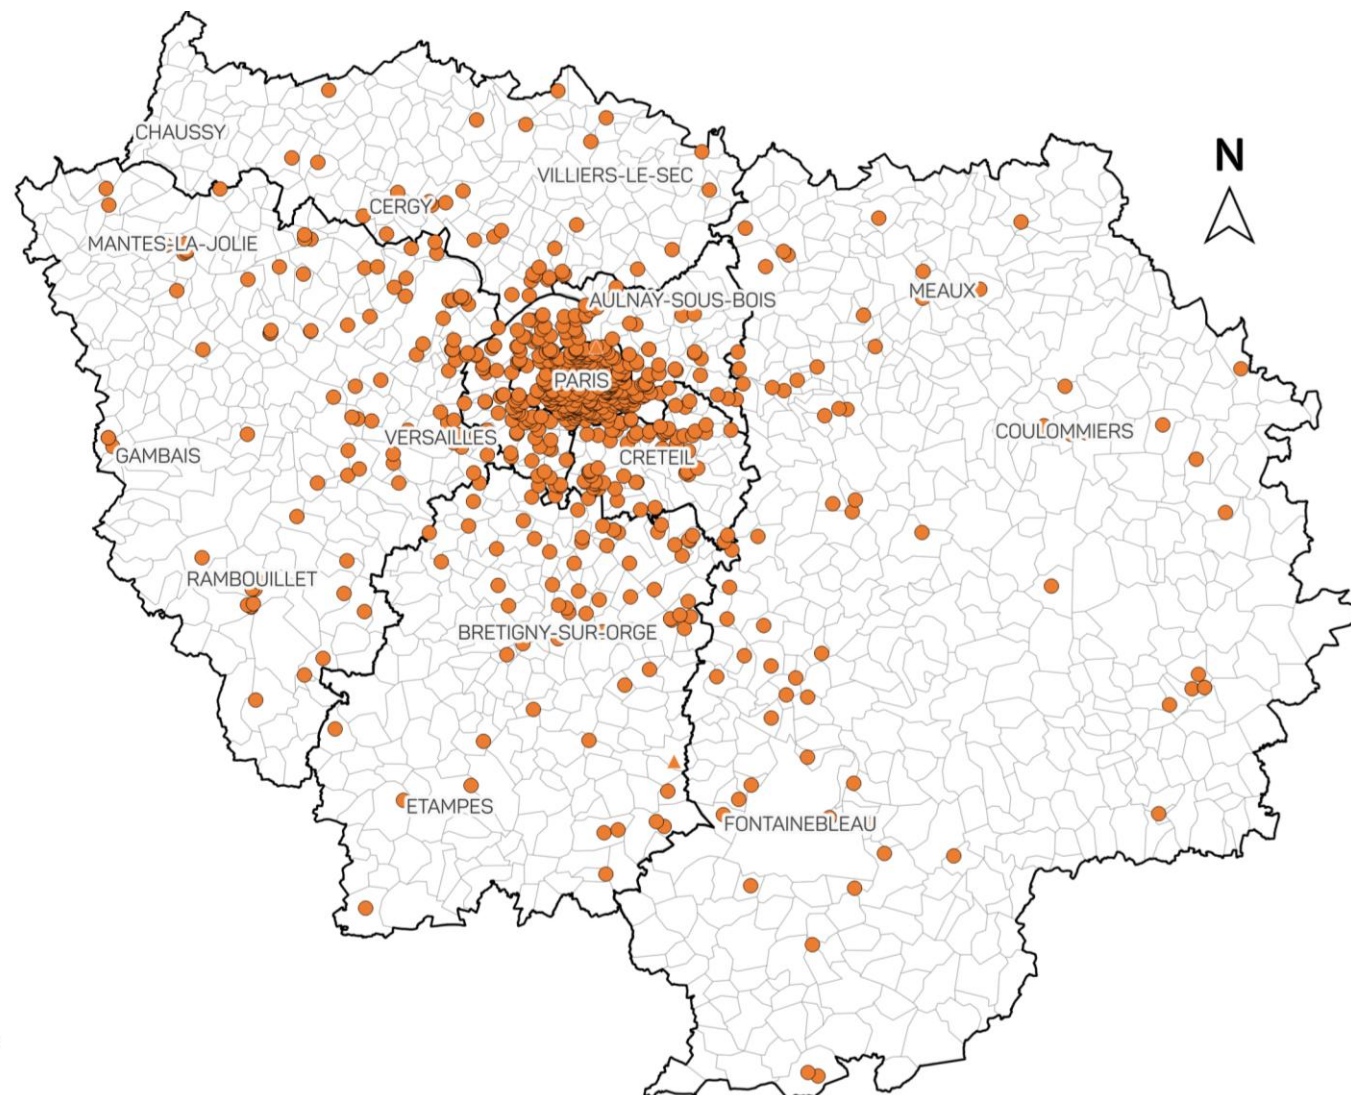 CHAUSSY
N
VILLIERS-LE-SEC
CERGY
MANTES-LA-JOLIE
MEAUX
AULNAY-SOUS-BOIS
PARIS
COULOMMIERS
VERSAILLES
GAMBAIS
CRETEIL
RAMBOUILLET
BRETIGNY-SUR-ORGE
ETAMPES
FONTAINEBLEAU